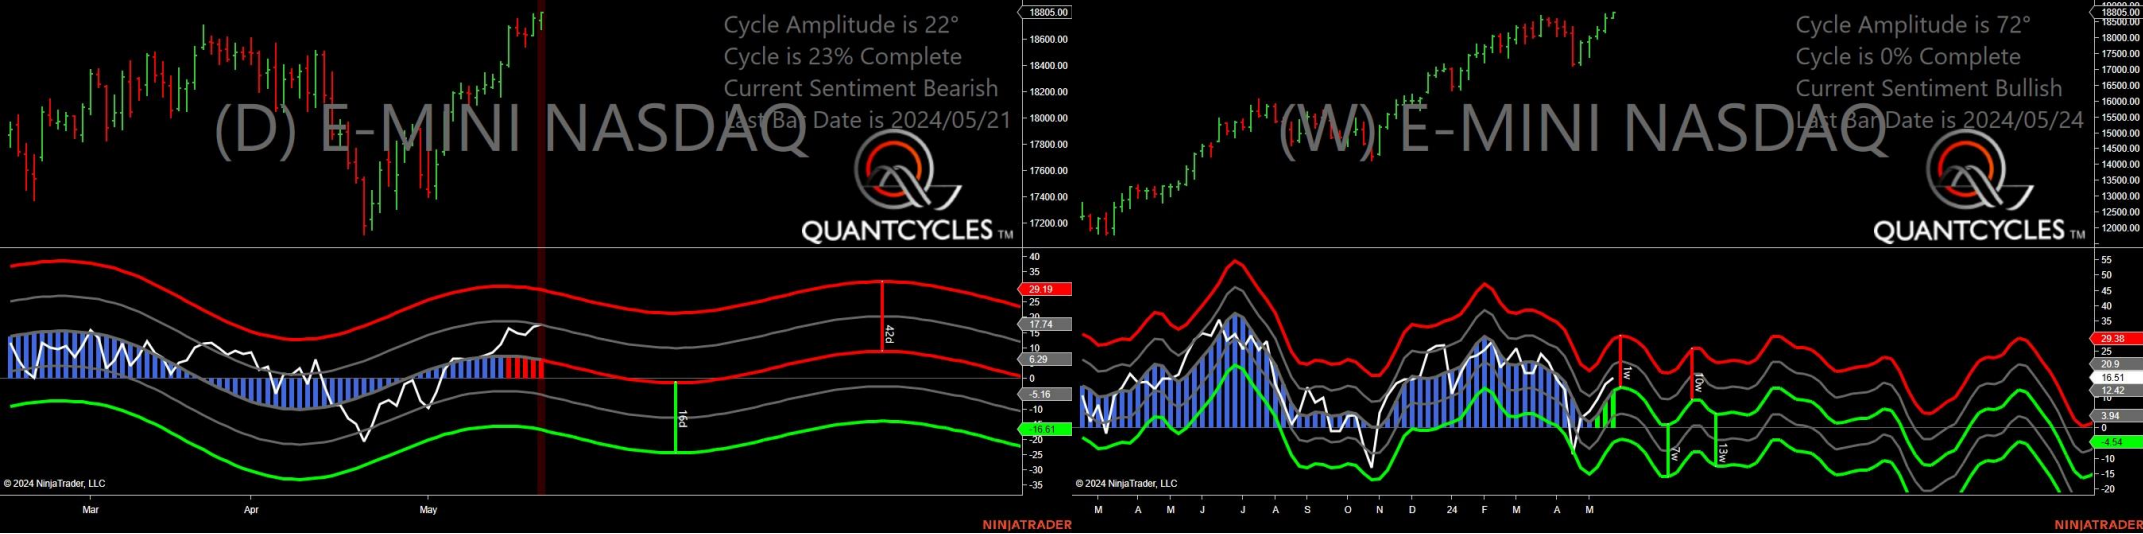 Cycle Amplitude is 22°
Cycle is 23% Complete
Current Sentiment Bearish
Last Bar Date is 2024/05/21
(D) E-MINI NASDAQ
QUANTCYCLES TM
18805.00
18600.00
18400.00
18200.00
18000.00
17800.00
17600.00
17400.00
17200.00
40
35
29.19
25
17.74
15
10
6.29
0
-5.16
-10
-16.61
-20
-25
-30
-35
42d
16d
© 2024 NinjaTrader, LLC
Mar Apr May
NINJATRADER
Cycle Amplitude is 72°
Cycle is 0% Complete
Current Sentiment Bullish
Last Bar Date is 2024/05/24
(W) E-MINI NASDAQ
QUANTCYCLES TM
18805.00
18500.00
18000.00
17500.00
17000.00
16500.00
16000.00
15500.00
15000.00
14500.00
14000.00
13500.00
13000.00
12500.00
12000.00
55
50
45
40
35
29.38
25
20.9
16.51
12.42
10
3.94
0
-4.54
-10
-15
-20
1w
10w
7w
13w
© 2024 NinjaTrader, LLC
M A M J J A S O N D 24 F M A M
NINJATRADER